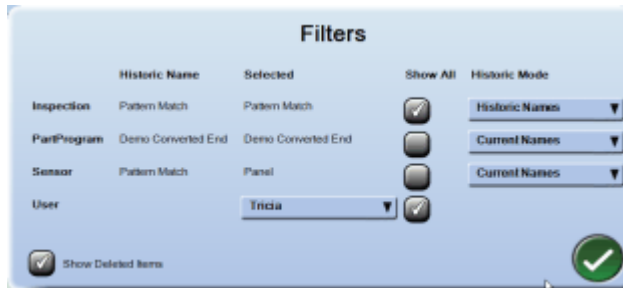 Filters
Historic Name Selected Show All Historic Mode
Inspection Pattern Match Pattern Match Historic Names
PartProgram Demo Converted End Demo Converted End Current Names
Sensor Pattern Match Panel Current Names
User Tricia
Show Deleted Items